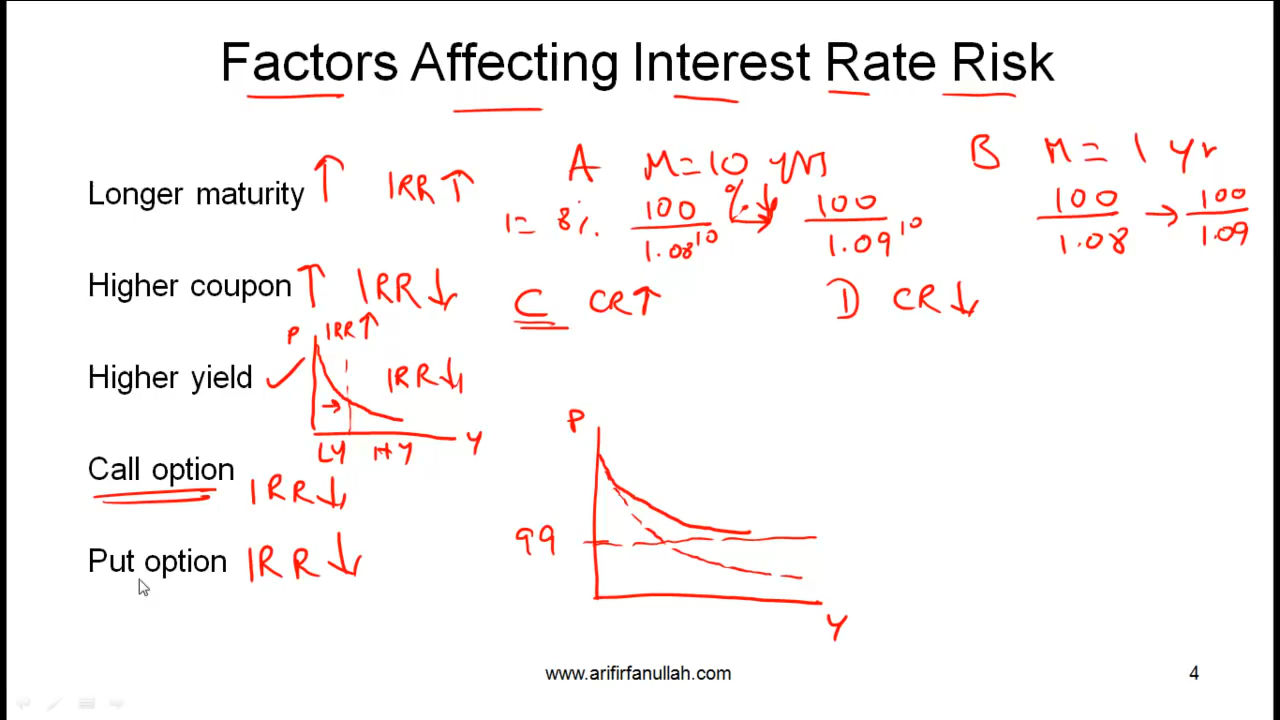 Factors Affecting Interest Rate Risk
A M = 10 yrs B M = 1 yr
Longer maturity ↑ IRR ↑
I = 8%. 100/1.08^10 % ↓ → 100/1.09^10 100/1.08 → 100/1.09
Higher coupon ↑ IRR ↓ C CR ↑ D CR ↓
P IRR ↑
Higher yield ✓ IRR ↓
LY HY Y
Call option IRR ↓
P
99
Put option IRR ↓
Y
www.arifirfanullah.com 4